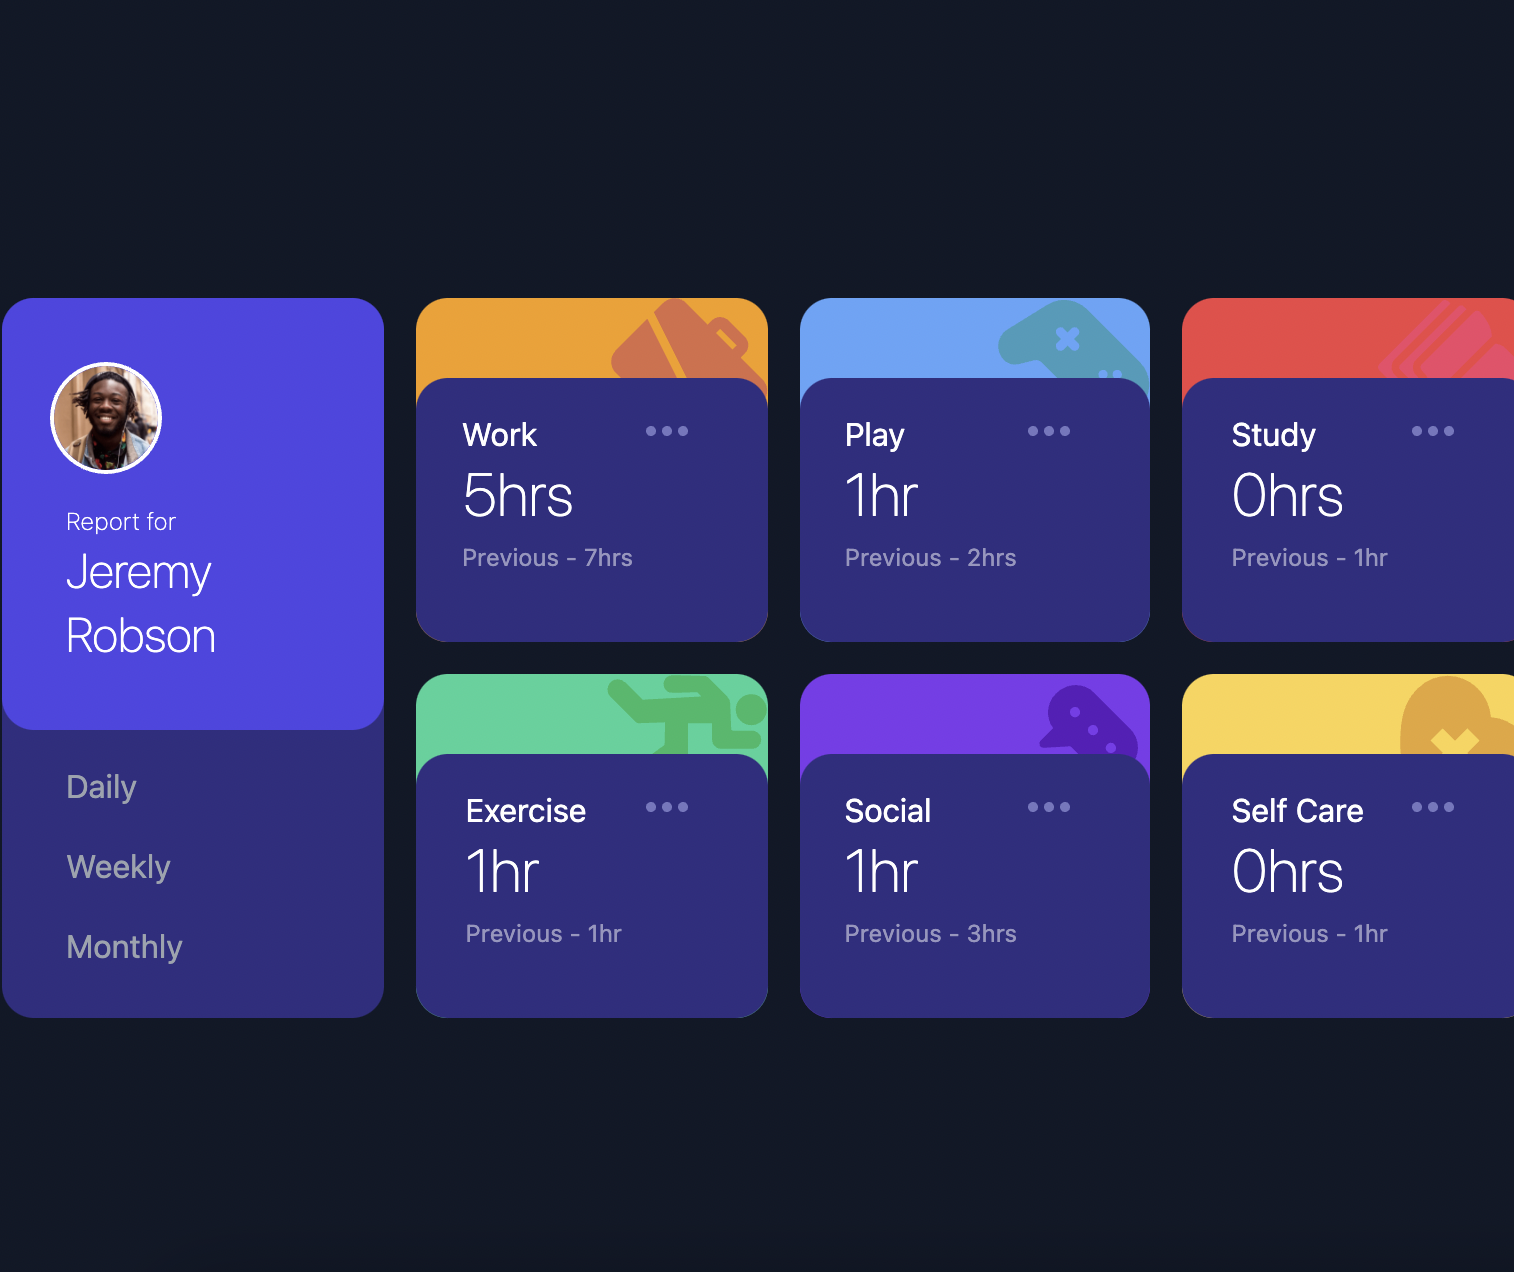 Report for
Jeremy
Robson
Daily
Weekly
Monthly
Work
5hrs
Previous - 7hrs
Play
1hr
Previous - 2hrs
Study
0hrs
Previous - 1hr
Exercise
1hr
Previous - 1hr
Social
1hr
Previous - 3hrs
Self Care
0hrs
Previous - 1hr